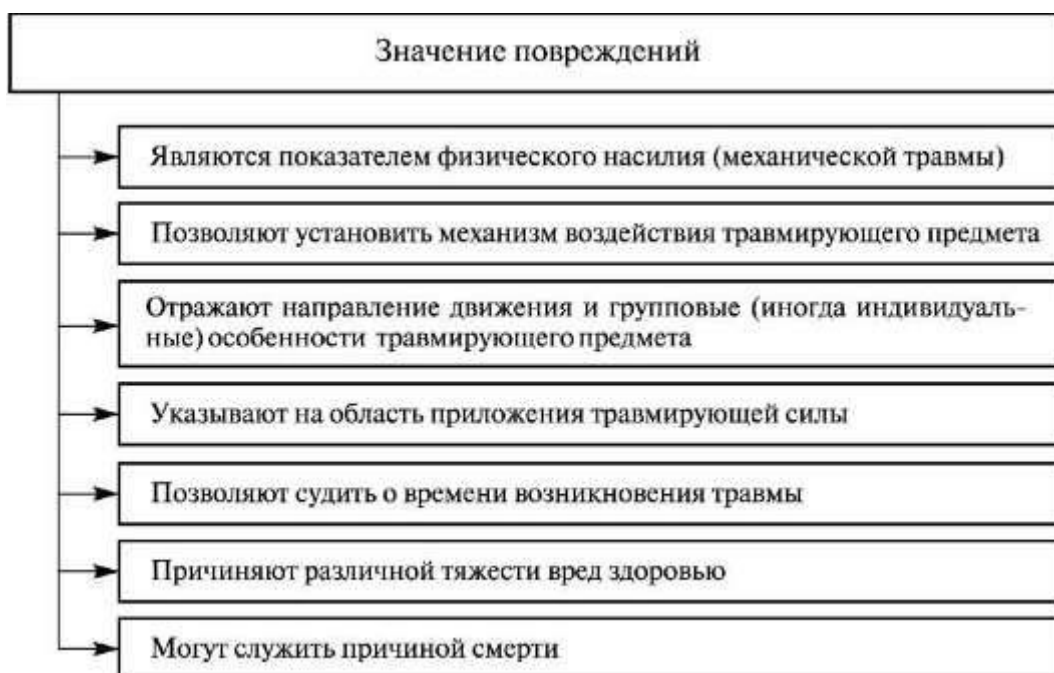 Значение повреждений
Являются показателем физического насилия (механической травмы)
Позволяют установить механизм воздействия травмирующего предмета
Отражают направление движения и групповые (иногда индивидуаль-
ные) особенности травмирующего предмета
Указывают на область приложения травмирующей силы
Позволяют судить о времени возникновения травмы
Причиняют различной тяжести вред здоровью
Могут служить причиной смерти